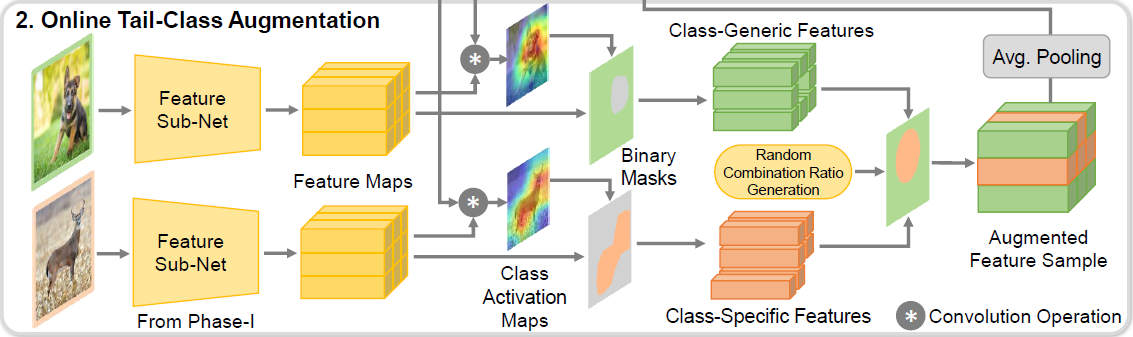 2. Online Tail-Class Augmentation
Class-Generic Features
Avg. Pooling
Feature
Sub-Net
*
Feature Maps
Binary
Masks
Random
Combination Ratio
Generation
Feature
Sub-Net
*
From Phase-I
Class
Activation
Maps
Class-Specific Features
Augmented
Feature Sample
* Convolution Operation